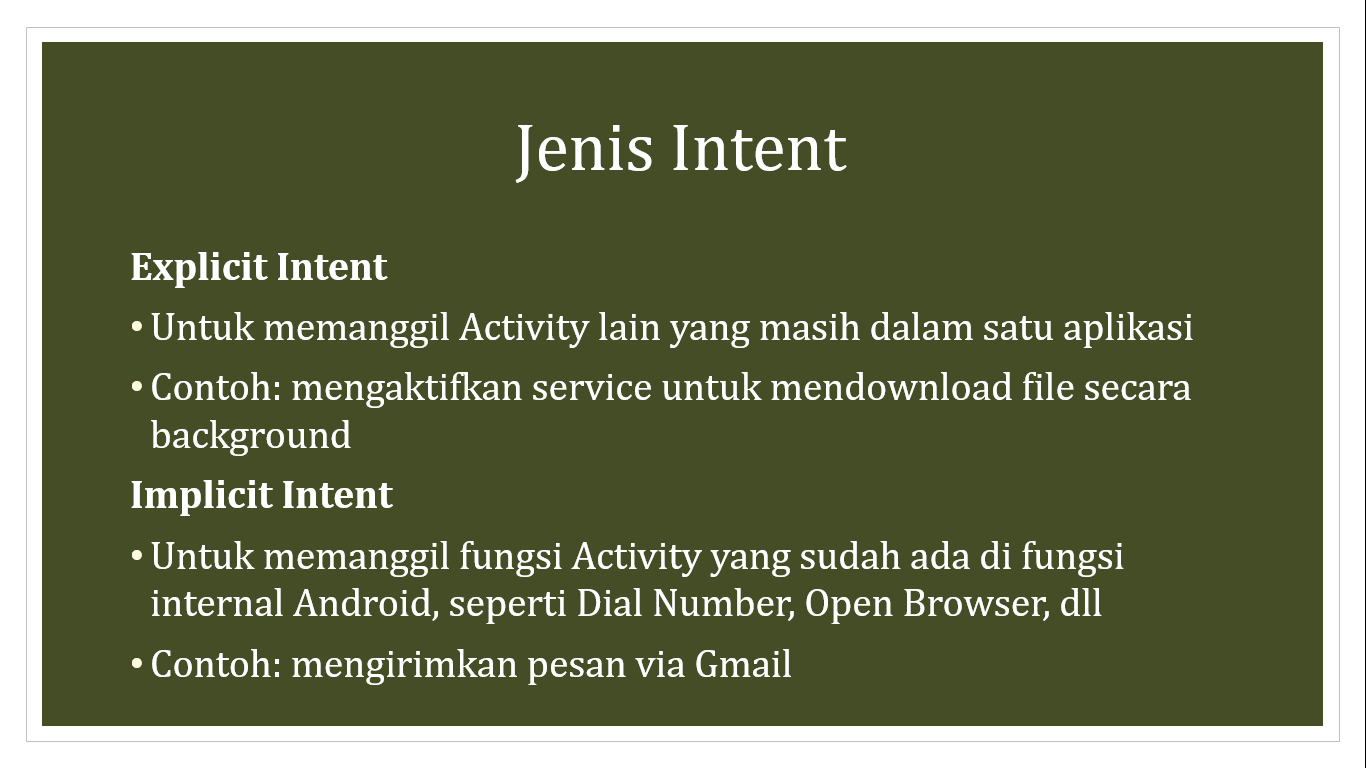 Jenis Intent
Explicit Intent
• Untuk memanggil Activity lain yang masih dalam satu aplikasi
• Contoh: mengaktifkan service untuk mendownload file secara
background
Implicit Intent
• Untuk memanggil fungsi Activity yang sudah ada di fungsi
internal Android, seperti Dial Number, Open Browser, dll
• Contoh: mengirimkan pesan via Gmail